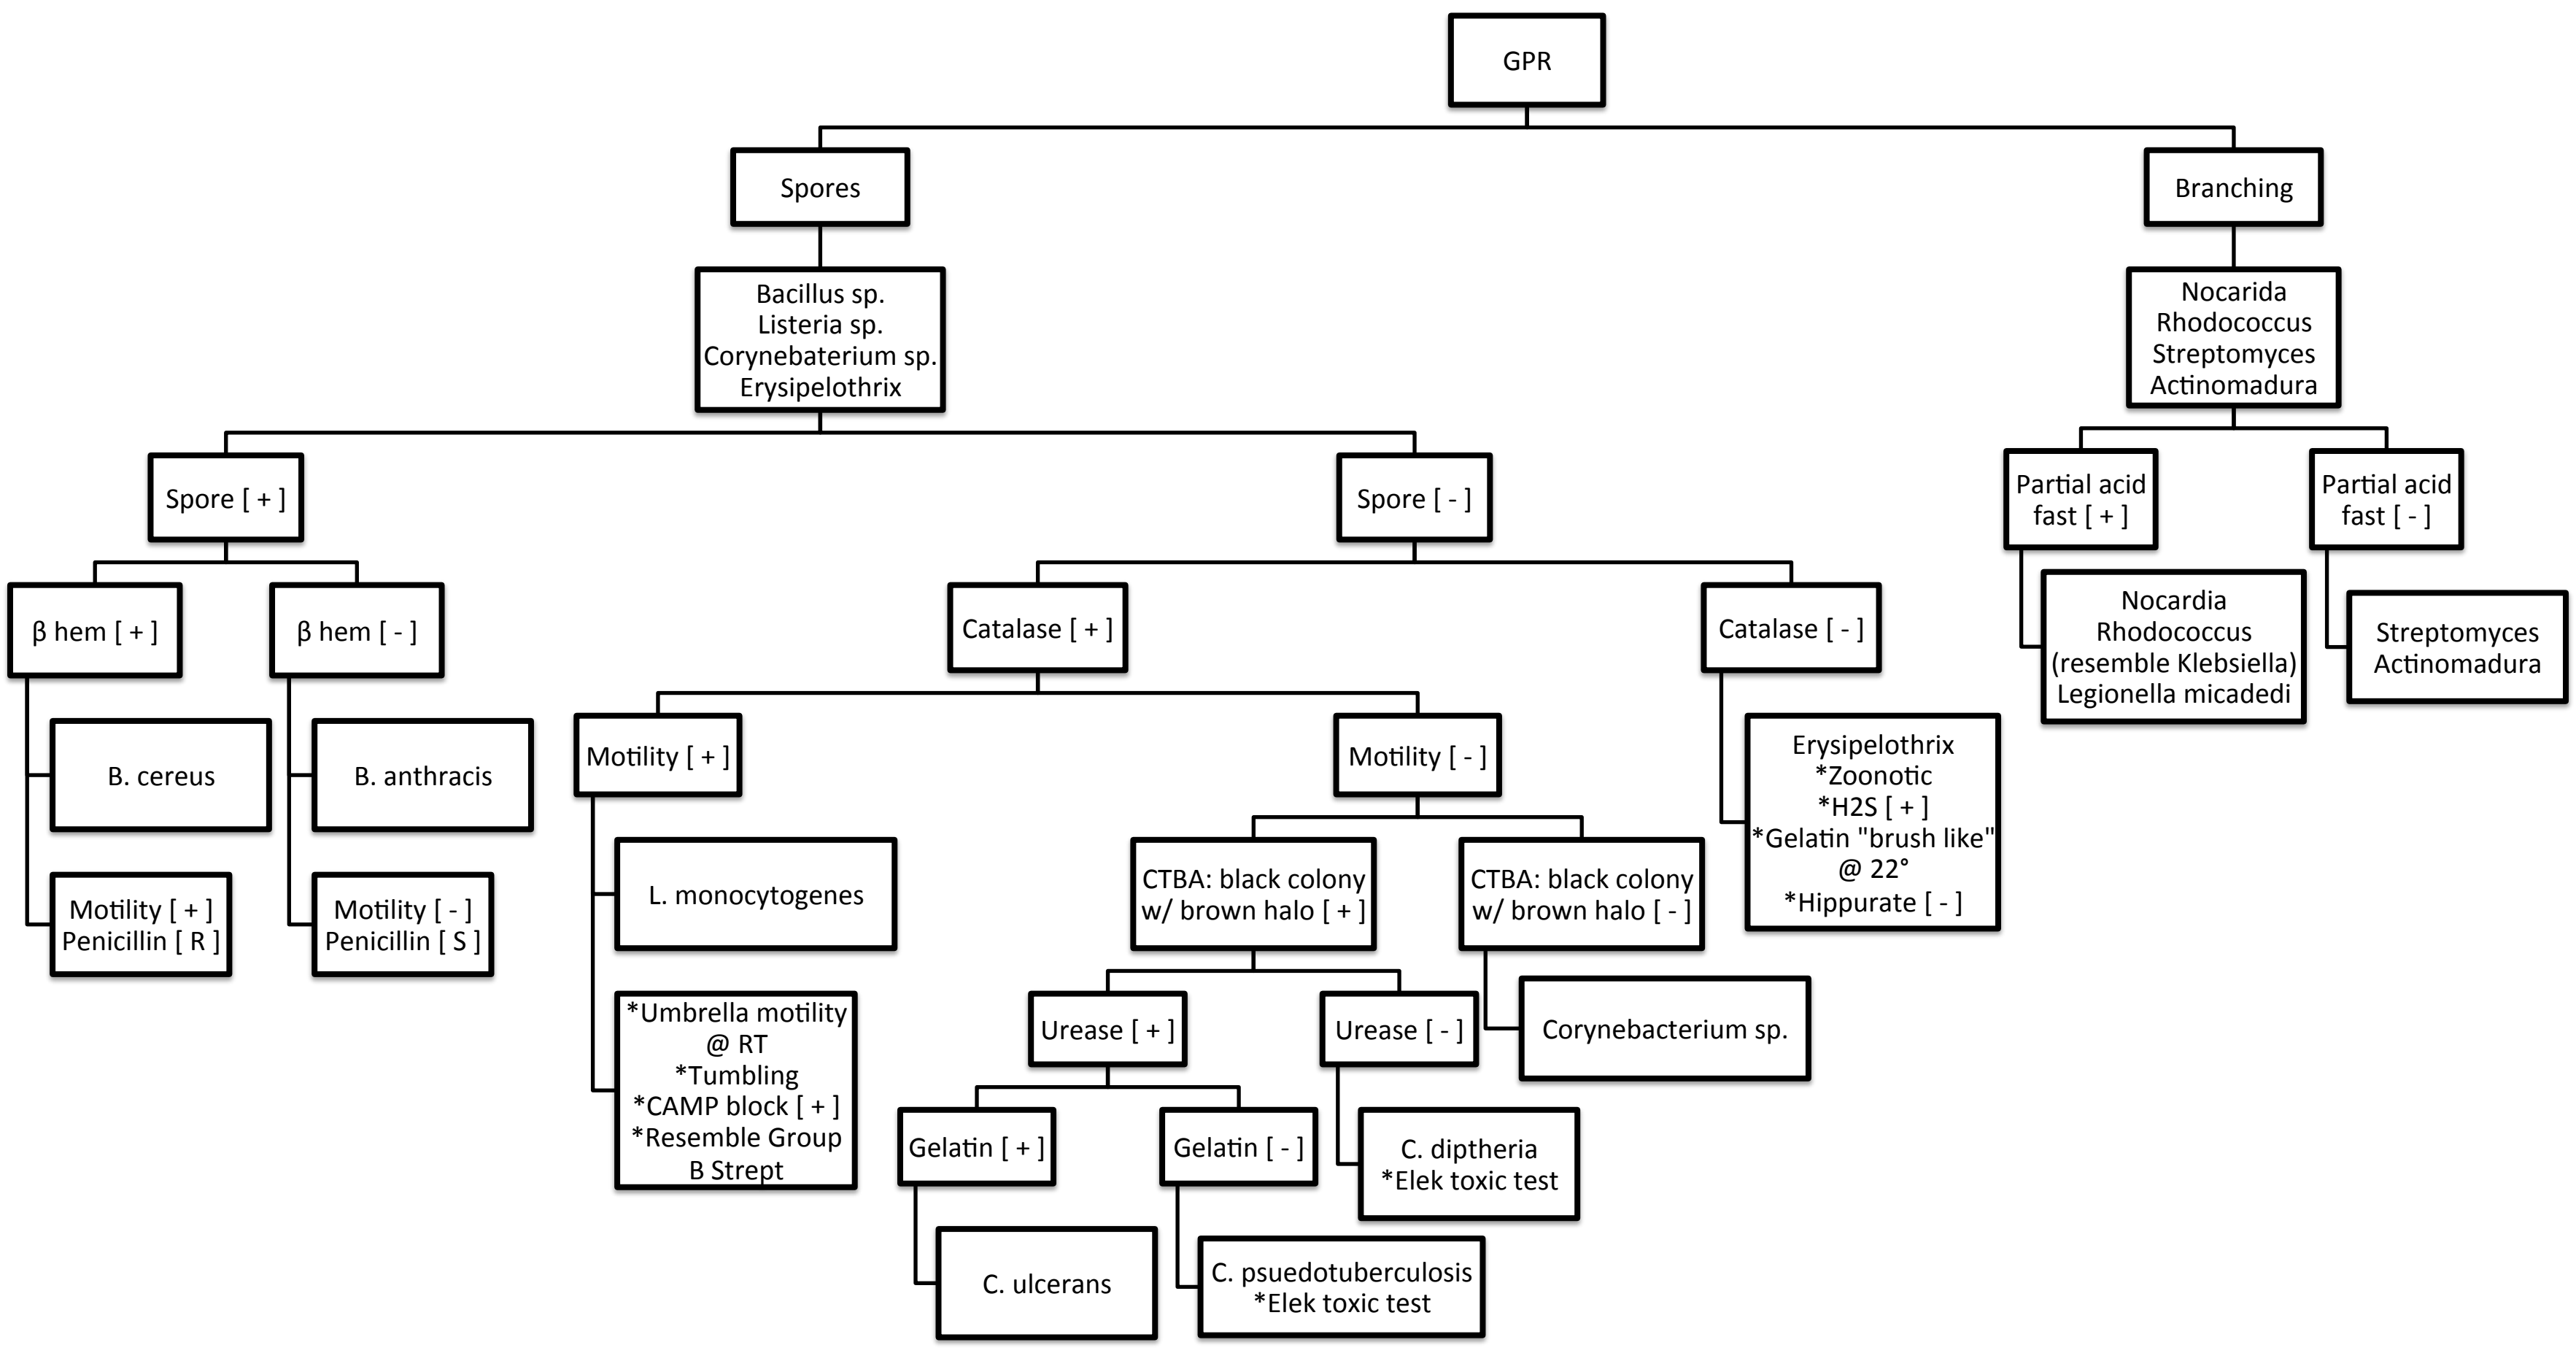 GPR
Spores
Branching
Bacillus sp.
Listeria sp.
Corynebaterium sp.
Erysipelothrix
Nocarida
Rhodococcus
Streptomyces
Actinomadura
Spore [ + ]
Spore [ - ]
Partial acid
fast [ + ]
Partial acid
fast [ - ]
β hem [ + ]
β hem [ - ]
Catalase [ + ]
Catalase [ - ]
Nocardia
Rhodococcus
(resemble Klebsiella)
Legionella micadedi
Streptomyces
Actinomadura
B. cereus
B. anthracis
Motility [ + ]
Motility [ - ]
Erysipelothrix
*Zoonotic
*H2S [ + ]
*Gelatin "brush like"
@ 22°
*Hippurate [ - ]
Motility [ + ]
Penicillin [ R ]
Motility [ - ]
Penicillin [ S ]
L. monocytogenes
CTBA: black colony
w/ brown halo [ + ]
CTBA: black colony
w/ brown halo [ - ]
*Umbrella motility
@ RT
*Tumbling
*CAMP block [ + ]
*Resemble Group
B Strept
Urease [ + ]
Urease [ - ]
Corynebacterium sp.
Gelatin [ + ]
Gelatin [ - ]
C. diptheria
*Elek toxic test
C. ulcerans
C. psuedotuberculosis
*Elek toxic test